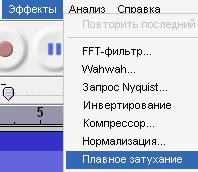 Эффекты Анализ Справка
Повторить последний
FFT-фильтр...
Wahwah...
Запрос Nyquist...
Инвертирование
Компрессор...
Нормализация...
Плавное затухание
5